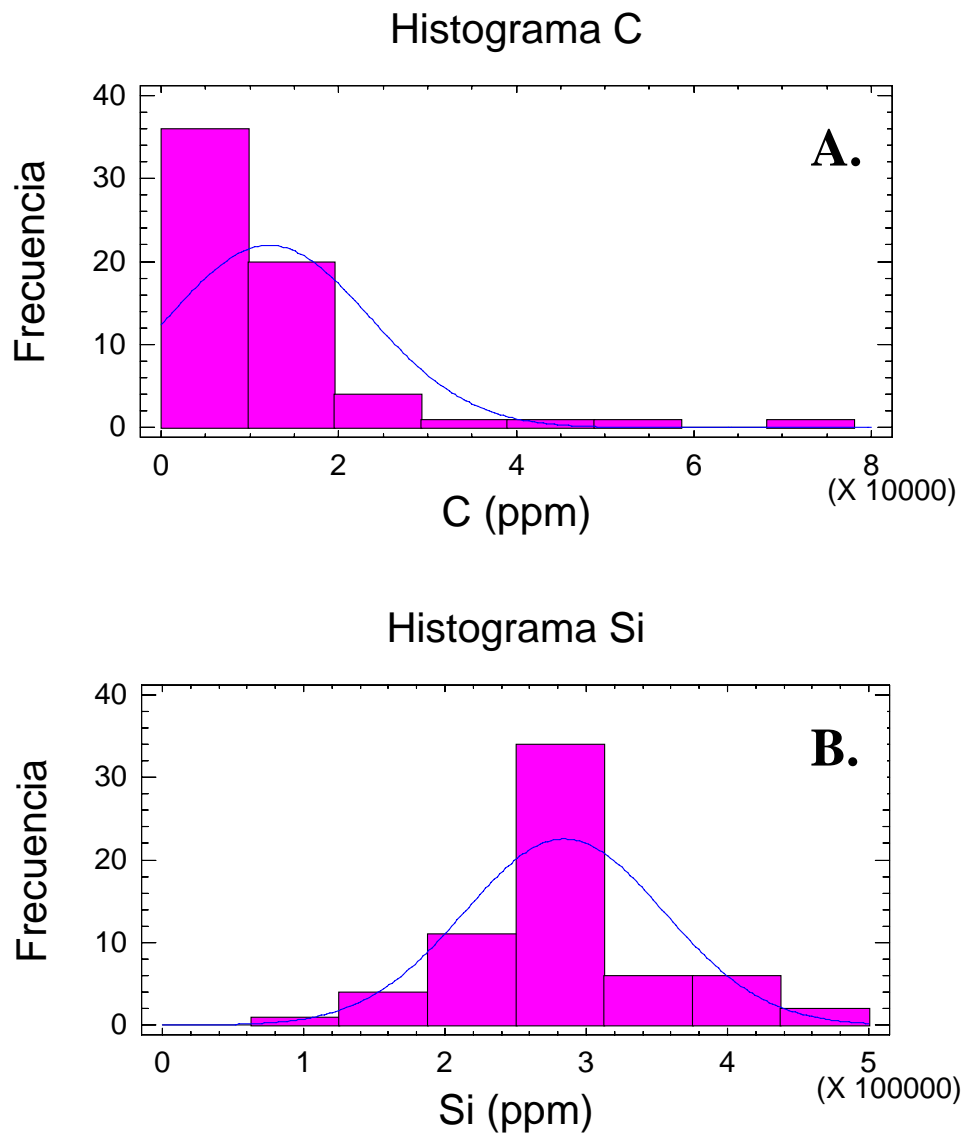 Histograma C
A.
Frecuencia
40
30
20
10
0
0 2 4 6 8
(X 10000)
C (ppm)
Histograma Si
B.
Frecuencia
40
30
20
10
0
0 1 2 3 4 5
(X 100000)
Si (ppm)